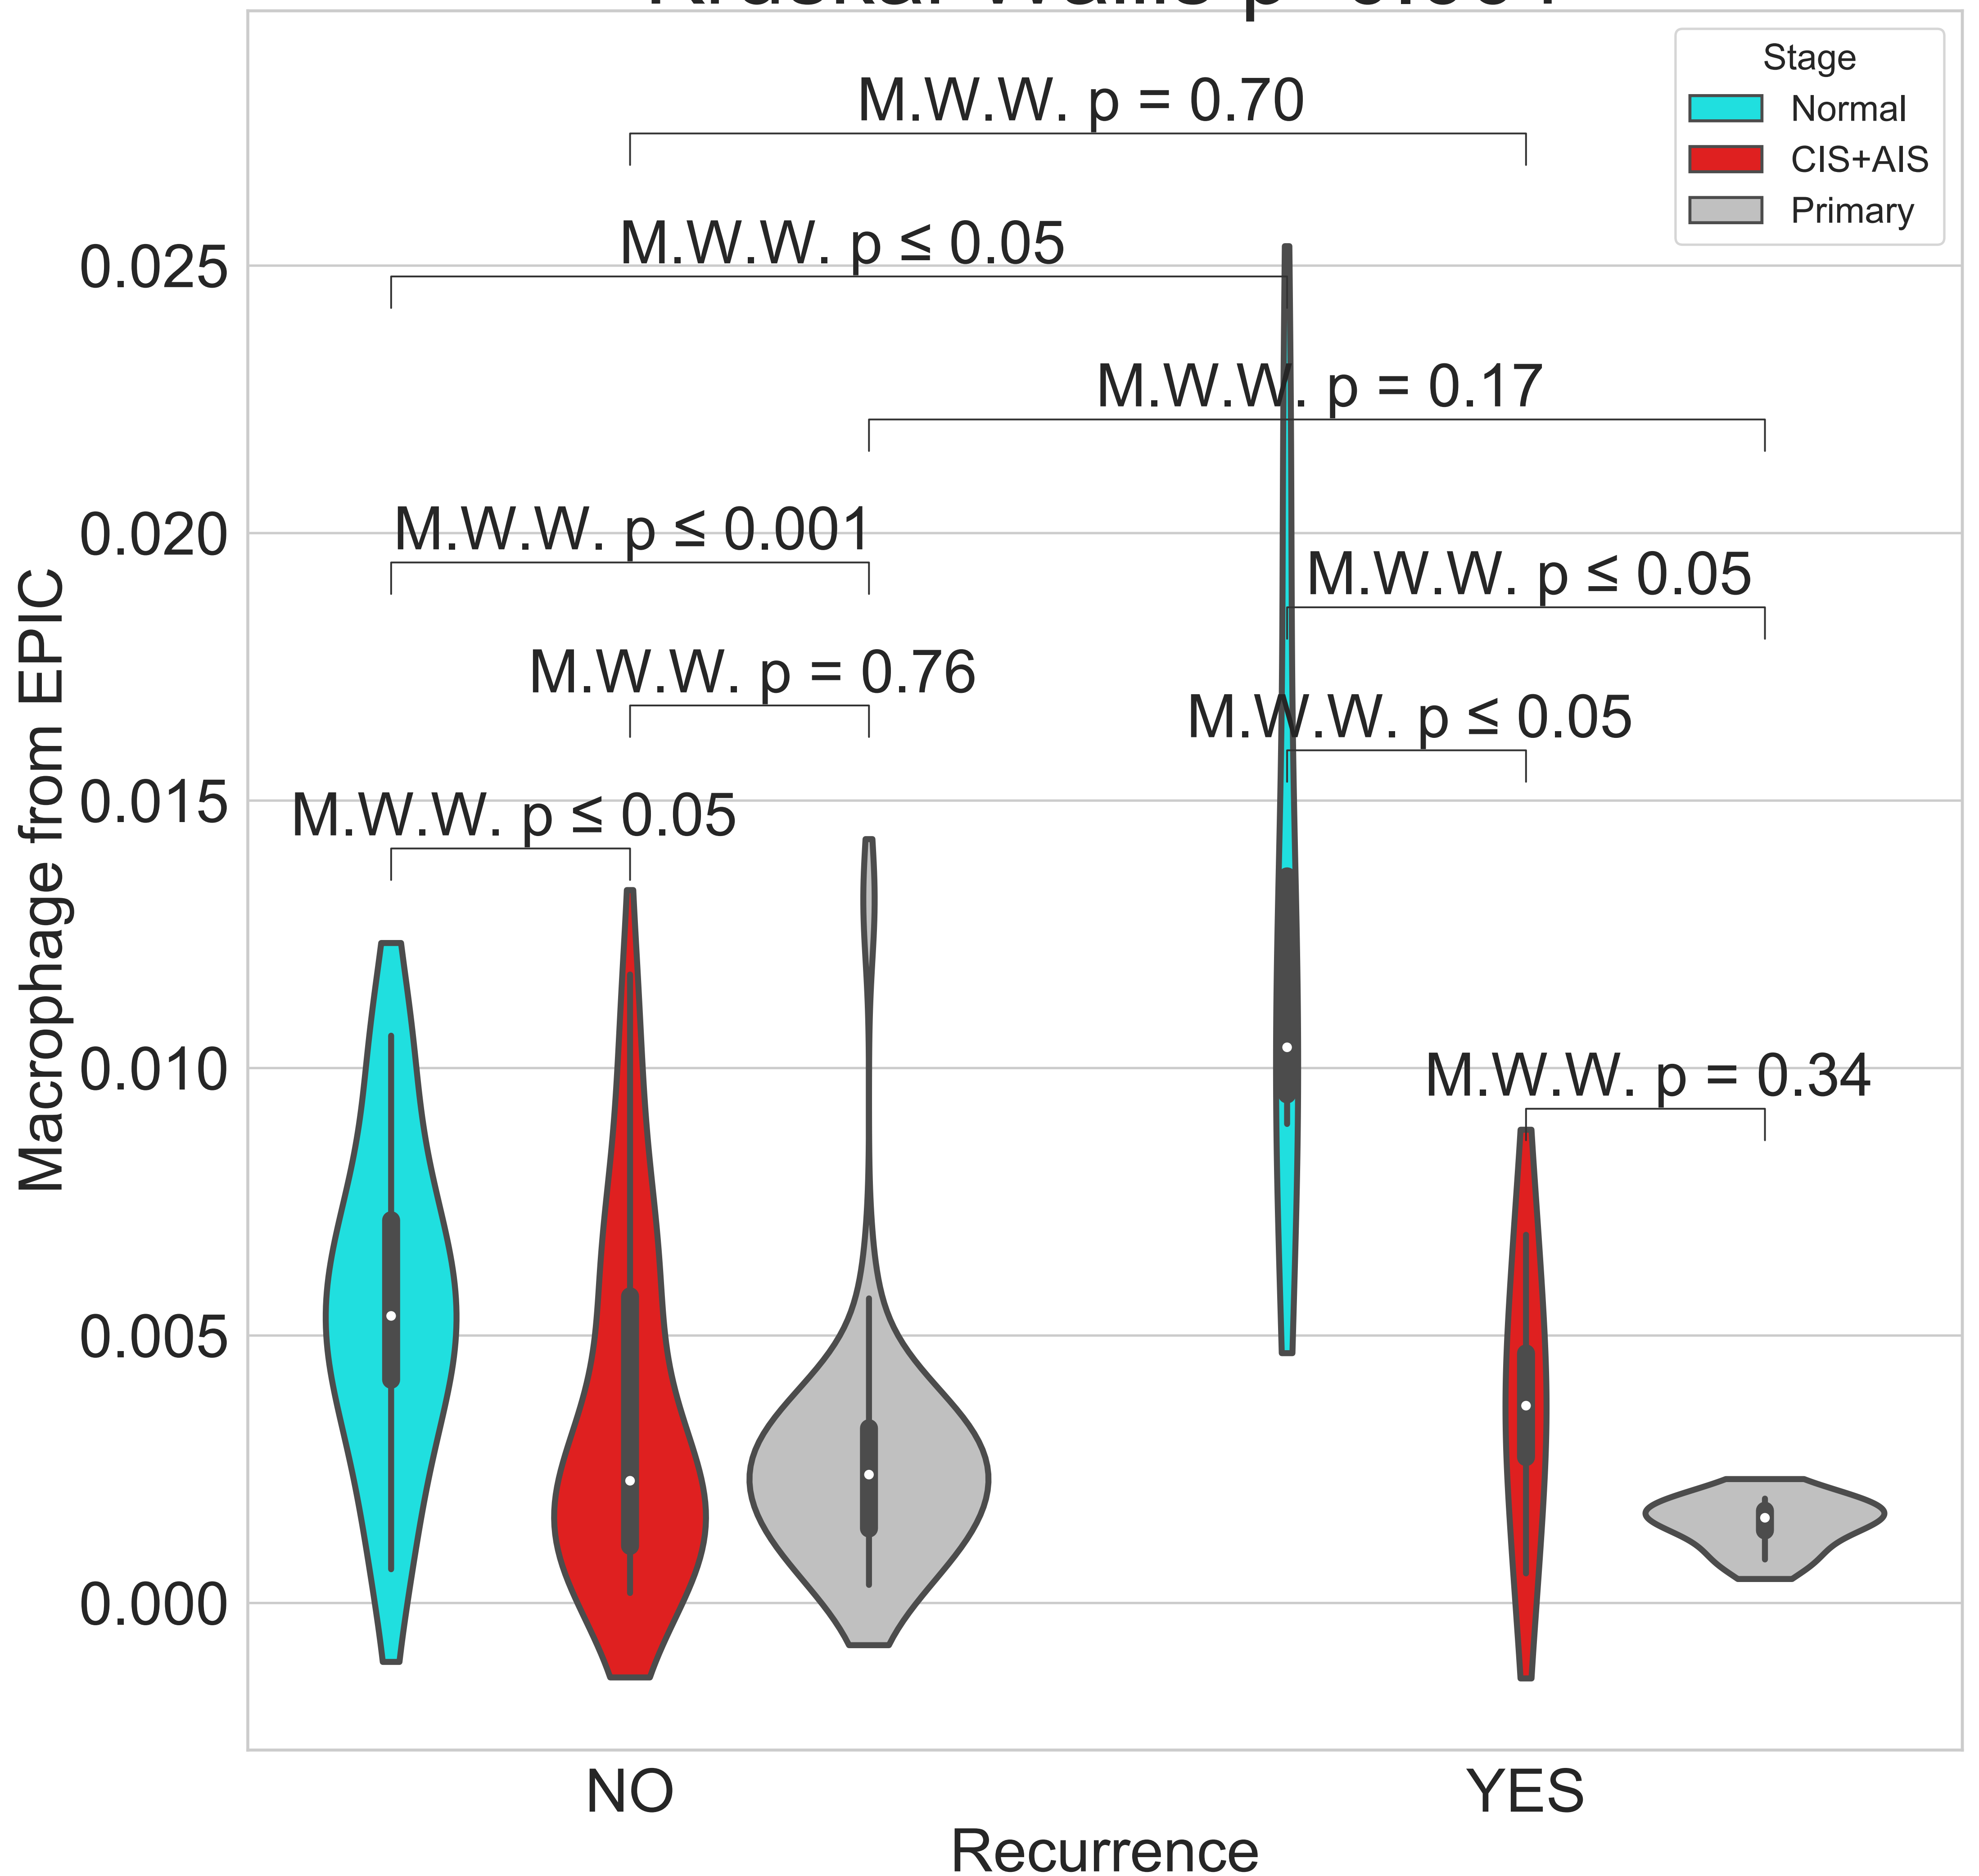 Stage
Normal
CIS+AIS
Primary
M.W.W. p = 0.70
M.W.W. p ≤ 0.05
M.W.W. p = 0.17
M.W.W. p ≤ 0.001
M.W.W. p ≤ 0.05
M.W.W. p = 0.76
M.W.W. p ≤ 0.05
M.W.W. p ≤ 0.05
M.W.W. p = 0.34
0.025
0.020
0.015
0.010
0.005
0.000
Macrophage from EPIC
NO
YES
Recurrence